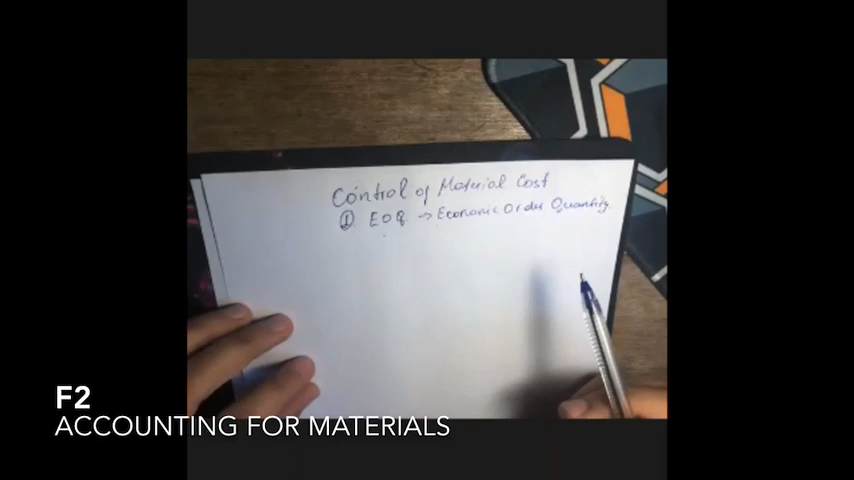 Control of Material Cost
① EOQ → Economic Order Quantity.
F2
ACCOUNTING FOR MATERIALS